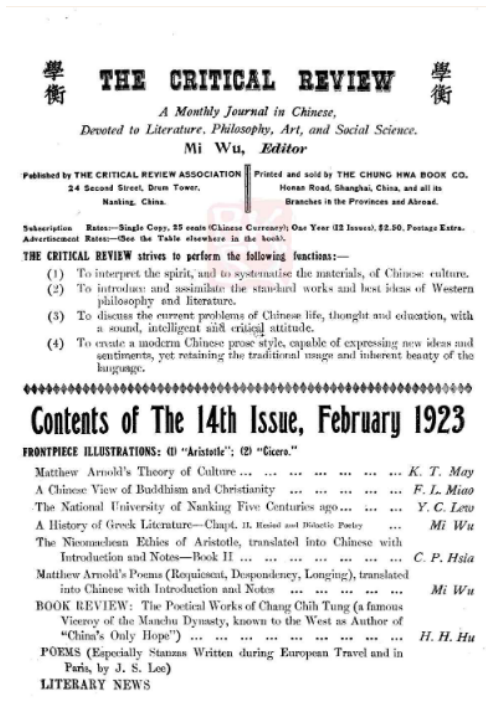 學衡
THE CRITICAL REVIEW
學衡
A Monthly Journal in Chinese,
Devoted to Literature, Philosophy, Art, and Social Science.
Mi Wu, Editor
Published by THE CRITICAL REVIEW ASSOCIATION
24 Second Street, Drum Tower,
Nanking, China.
Printed and sold by THE CHUNG HWA BOOK CO.
Honan Road, Shanghai, China, and all its
Branches in the Provinces and Abroad.
Subscription Rates:—Single Copy, 25 cents (Chinese Currency); One Year (12 Issues), $2.50, Postage Extra.
Advertisement Rates:—(See the Table elsewhere in the book).
THE CRITICAL REVIEW strives to perform the following functions:—
(1) To interpret the spirit, and to systematise the materials, of Chinese culture.
(2) To introduce and assimilate the standard works and best ideas of Western
philosophy and literature.
(3) To discuss the current problems of Chinese life, thought and education, with
a sound, intelligent and critical attitude.
(4) To create a modern Chinese prose style, capable of expressing new ideas and
sentiments, yet retaining the traditional usage and inherent beauty of the
language.
Contents of The 14th Issue, February 1923
FRONTPIECE ILLUSTRATIONS: (1) "Aristotle"; (2) "Cicero."
Matthew Arnold's Theory of Culture ... ... ... ... ... ... K. T. May
A Chinese View of Buddhism and Christianity ... ... ... ... ... F. L. Miao
The National University of Nanking Five Centuries ago... ... ... Y. C. Lew
A History of Greek Literature—Chapt. II. Hesiod and Didactic Poetry ... Mi Wu
The Nicomachean Ethics of Aristotle, translated into Chinese with
Introduction and Notes—Book II ... ... ... ... ... ... C. P. Hsia
Matthew Arnold's Poems (Requiescat, Despondency, Longing), translated
into Chinese with Introduction and Notes ... ... ... ... ... Mi Wu
BOOK REVIEW: The Poetical Works of Chang Chih Tung (a famous
Viceroy of the Manchu Dynasty, known to the West as Author of
"China's Only Hope") ... ... ... ... ... ... ... ... H. H. Hu
POEMS (Especially Stanzas Written during European Travel and in
Paris, by J. S. Lee)
LITERARY NEWS